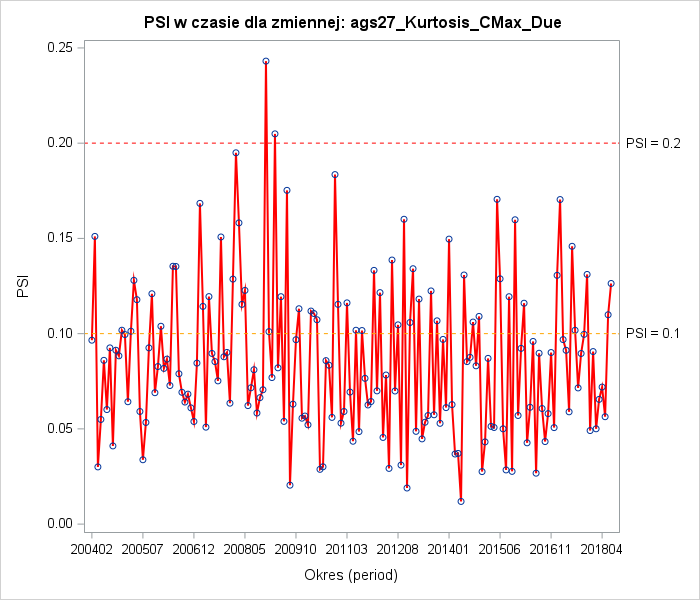 PSI w czasie dla zmiennej: ags27_Kurtosis_CMax_Due
0.25
0.20
0.15
0.10
0.05
0.00
PSI
PSI = 0.2
PSI = 0.1
200402 200507 200612 200805 200910 201103 201208 201401 201506 201611 201804
Okres (period)